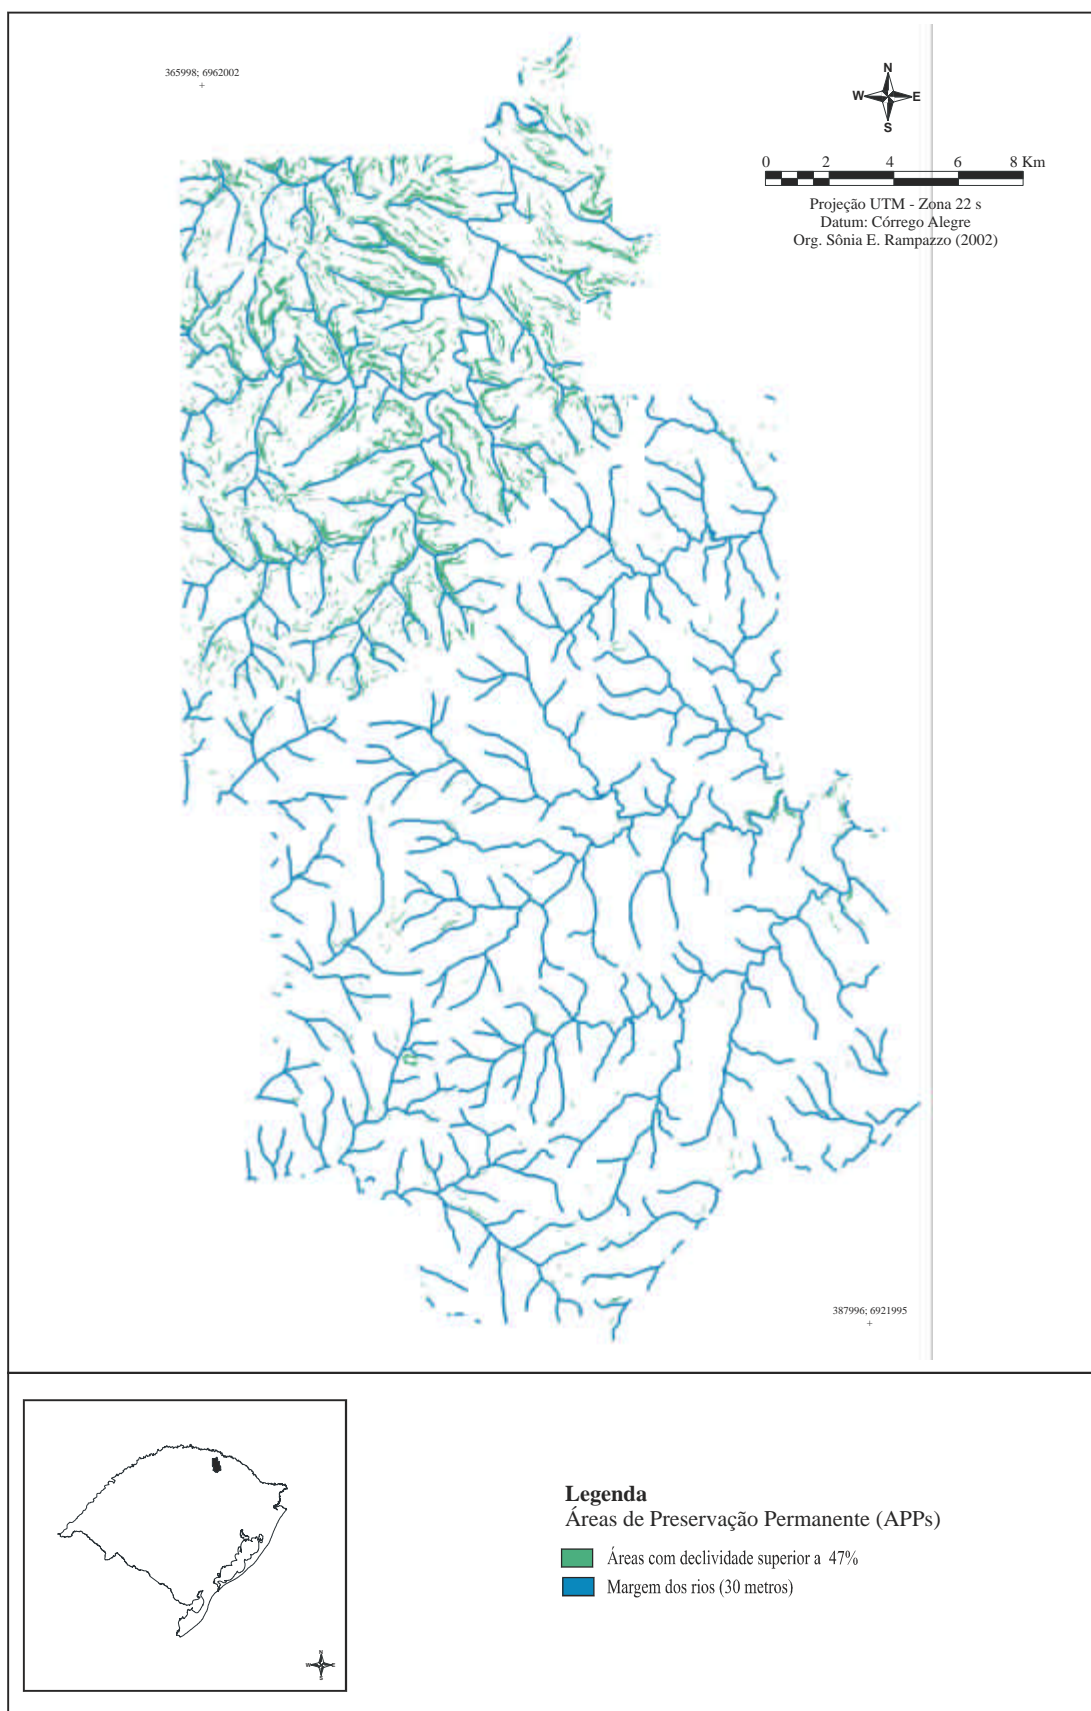 365998; 6962002
N
W E
S
0 2 4 6 8 Km
Projeção UTM - Zona 22 s
Datum: Córrego Alegre
Org. Sônia E. Rampazzo (2002)
387996; 6921995
Legenda
Áreas de Preservação Permanente (APPs)
Áreas com declividade superior a 47%
Margem dos rios (30 metros)
N
W E
S